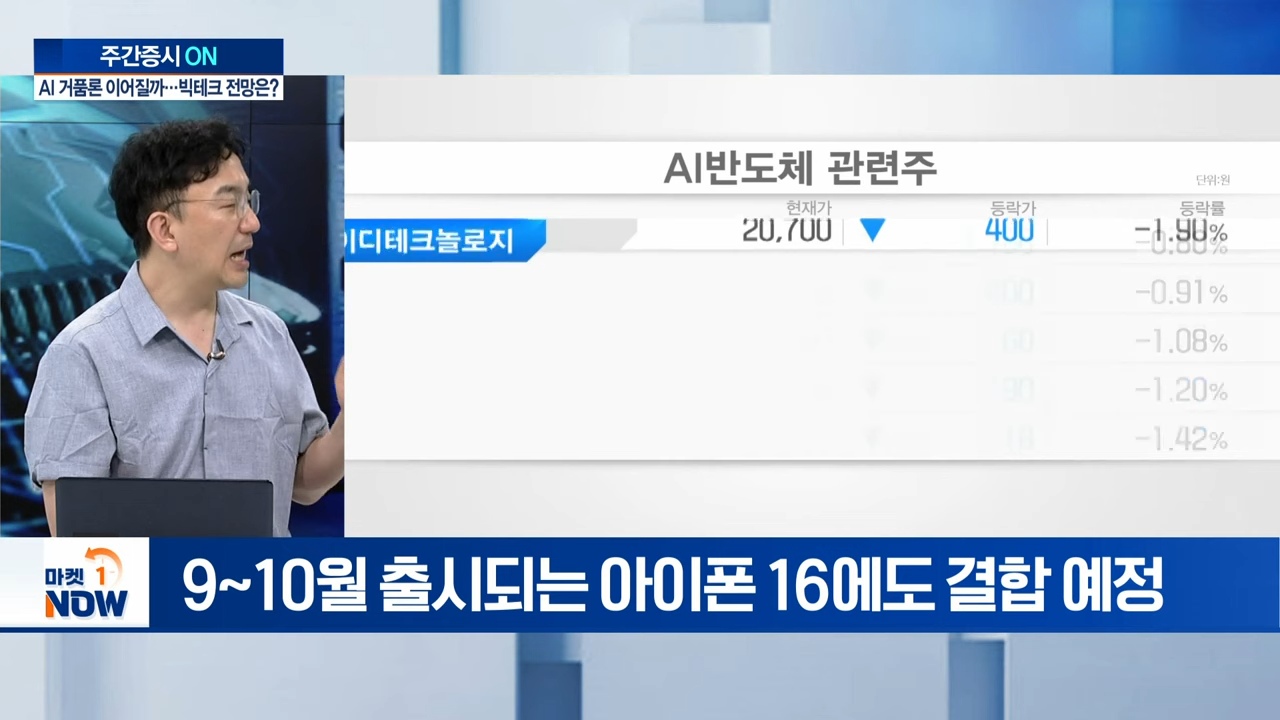 주간증시 ON
AI 거품론 이어질까…빅테크 전망은?
AI반도체 관련주
단위:원
현재가 등락가 등락률
이디테크놀로지 20,700 ▼ 400 -1.90%
-0.91%
60 -1.08%
-1.20%
-1.42%
마켓 1
NOW
9~10월 출시되는 아이폰 16에도 결합 예정